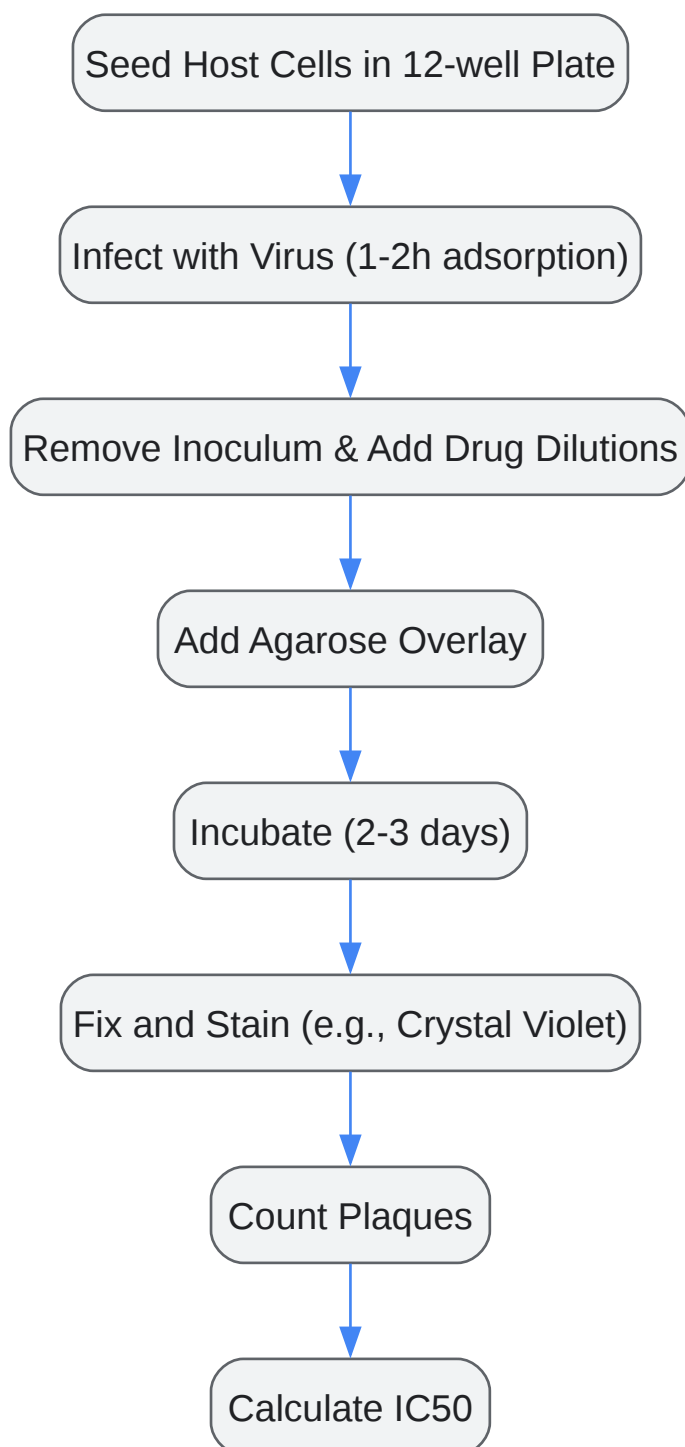 Seed Host Cells in 12-well Plate
Infect with Virus (1-2h adsorption)
Remove Inoculum & Add Drug Dilutions
Add Agarose Overlay
Incubate (2-3 days)
Fix and Stain (e.g., Crystal Violet)
Count Plaques
Calculate IC50